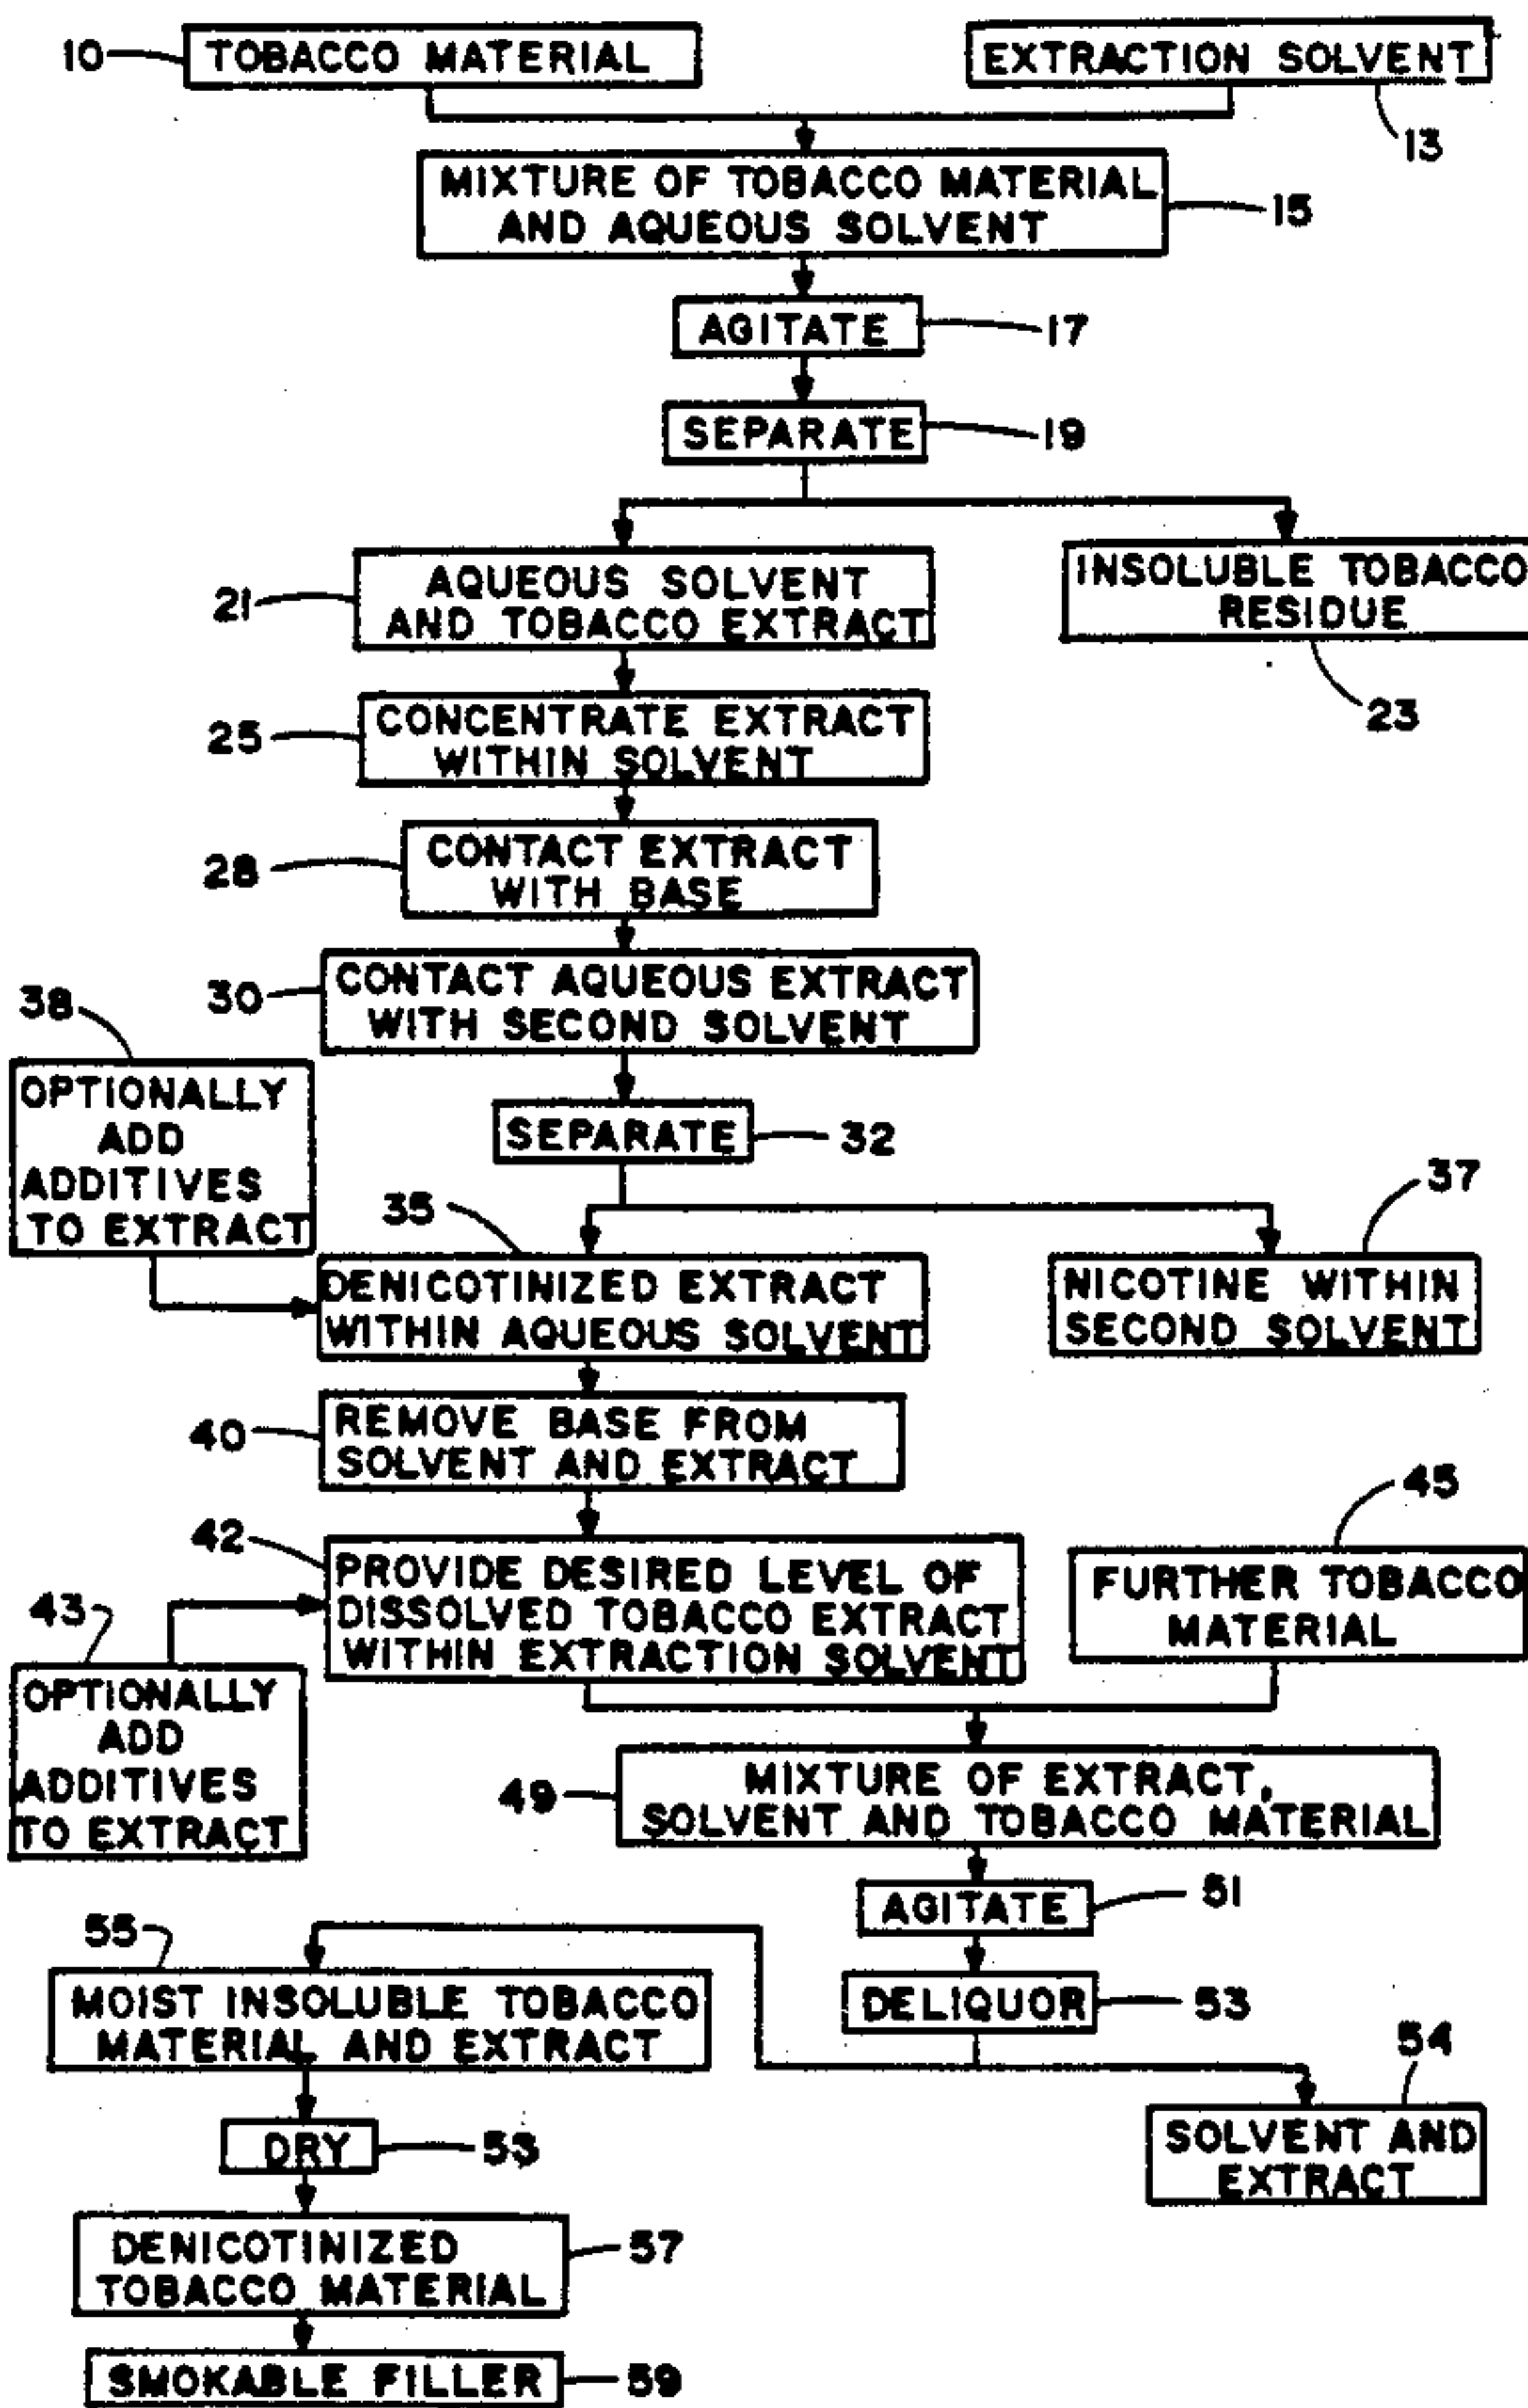 10
TOBACCO MATERIAL
EXTRACTION SOLVENT
13
MIXTURE OF TOBACCO MATERIAL
AND AQUEOUS SOLVENT
15
AGITATE
17
SEPARATE
19
21
AQUEOUS SOLVENT
AND TOBACCO EXTRACT
INSOLUBLE TOBACCO
RESIDUE
23
25
CONCENTRATE EXTRACT
WITHIN SOLVENT
28
CONTACT EXTRACT
WITH BASE
30
CONTACT AQUEOUS EXTRACT
WITH SECOND SOLVENT
38
OPTIONALLY
ADD
ADDITIVES
TO EXTRACT
SEPARATE
32
35
DENICOTINIZED EXTRACT
WITHIN AQUEOUS SOLVENT
37
NICOTINE WITHIN
SECOND SOLVENT
40
REMOVE BASE FROM
SOLVENT AND EXTRACT
42
PROVIDE DESIRED LEVEL OF
DISSOLVED TOBACCO EXTRACT
WITHIN EXTRACTION SOLVENT
45
FURTHER TOBACCO
MATERIAL
43
OPTIONALLY
ADD
ADDITIVES
TO EXTRACT
49
MIXTURE OF EXTRACT,
SOLVENT AND TOBACCO MATERIAL
AGITATE
51
DELIQUOR
53
55
MOIST INSOLUBLE TOBACCO
MATERIAL AND EXTRACT
54
SOLVENT AND
EXTRACT
DRY
53
DENICOTINIZED
TOBACCO MATERIAL
57
SMOKABLE FILLER
59